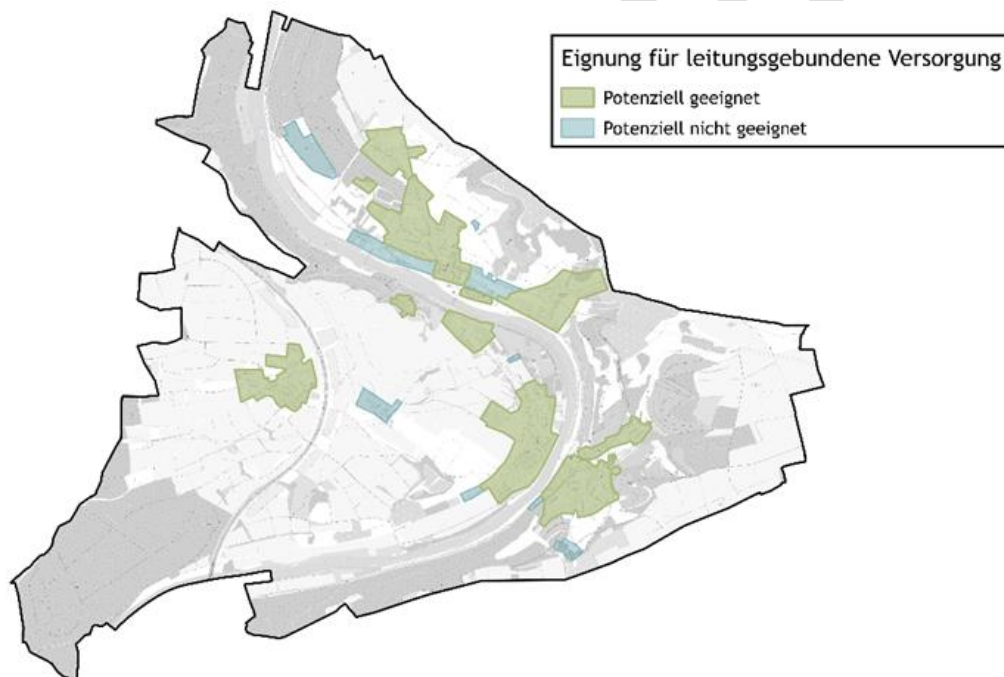 Eignung für leitungsgebundene Versorgung
Potenziell geeignet
Potenziell nicht geeignet